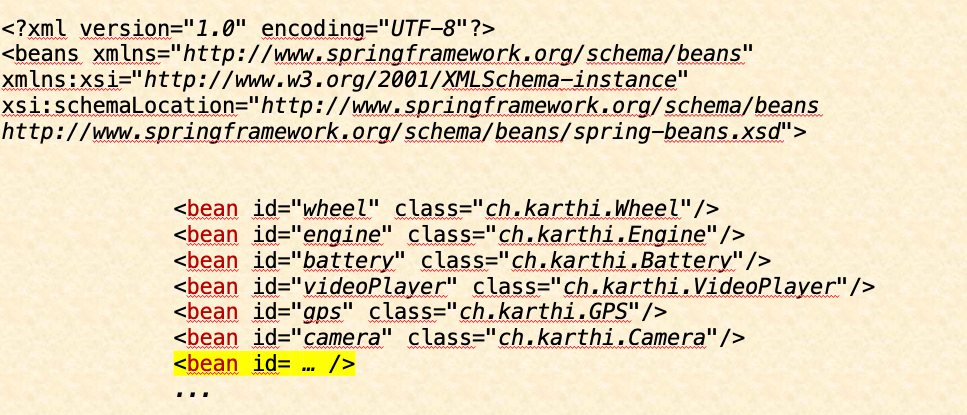 <?xml version="1.0" encoding="UTF-8"?>
<beans xmlns="http://www.springframework.org/schema/beans"
xmlns:xsi="http://www.w3.org/2001/XMLSchema-instance"
xsi:schemaLocation="http://www.springframework.org/schema/beans
http://www.springframework.org/schema/beans/spring-beans.xsd">
<bean id="wheel" class="ch.karthi.Wheel"/>
<bean id="engine" class="ch.karthi.Engine"/>
<bean id="battery" class="ch.karthi.Battery"/>
<bean id="videoPlayer" class="ch.karthi.VideoPlayer"/>
<bean id="gps" class="ch.karthi.GPS"/>
<bean id="camera" class="ch.karthi.Camera"/>
<bean id= … />
...